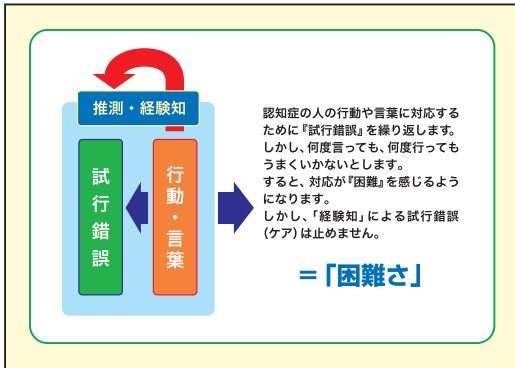 推測・経験知
試行錯誤
行動・言葉
認知症の人の行動や言葉に対応する
ために『試行錯誤』を繰り返します。
しかし、何度言っても、何度行っても
うまくいかないとします。
すると、対応が『困難』を感じるよう
になります。
しかし、「経験知」による試行錯誤
（ケア）は止めません。
＝「困難さ」